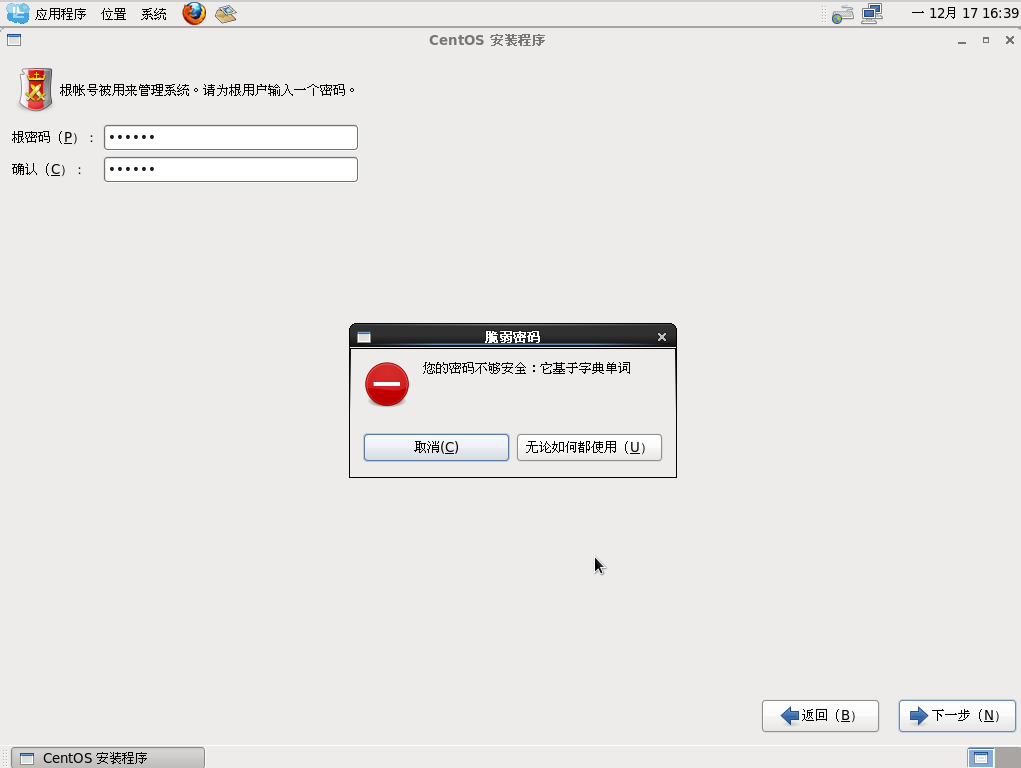 应用程序 位置 系统 一 12月 17 16:39
CentOS 安装程序
根帐号被用来管理系统。请为根用户输入一个密码。
根密码（P）：
确认（C）：
脆弱密码
您的密码不够安全：它基于字典单词
取消(C) 无论如何都使用（U）
返回（B） 下一步（N）
CentOS 安装程序